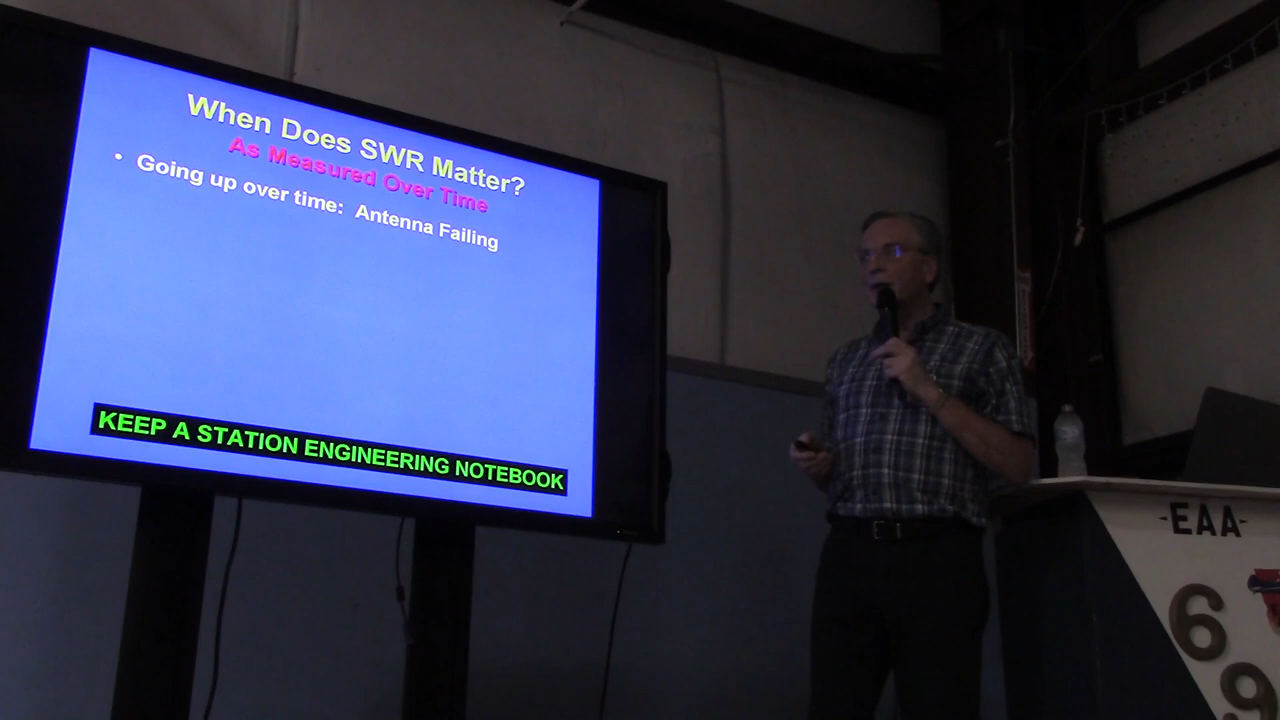 When Does SWR Matter?
As Measured Over Time
• Going up over time: Antenna Failing
KEEP A STATION ENGINEERING NOTEBOOK
-EAA-
6
9